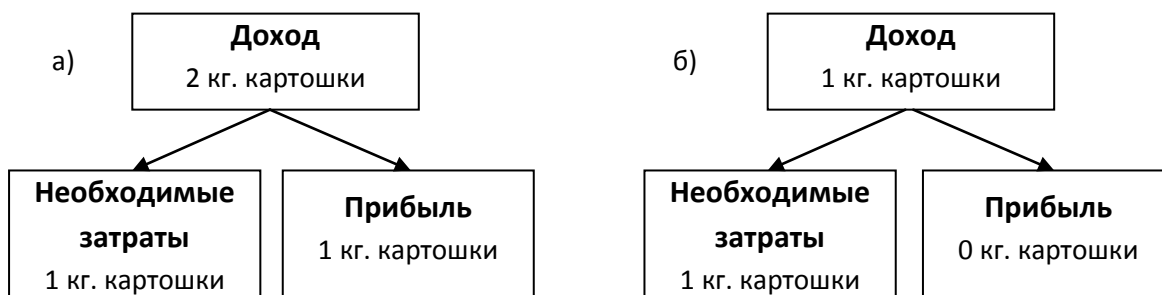 а)
Доход
2 кг. картошки
Необходимые
затраты
1 кг. картошки
Прибыль
1 кг. картошки
б)
Доход
1 кг. картошки
Необходимые
затраты
1 кг. картошки
Прибыль
0 кг. картошки